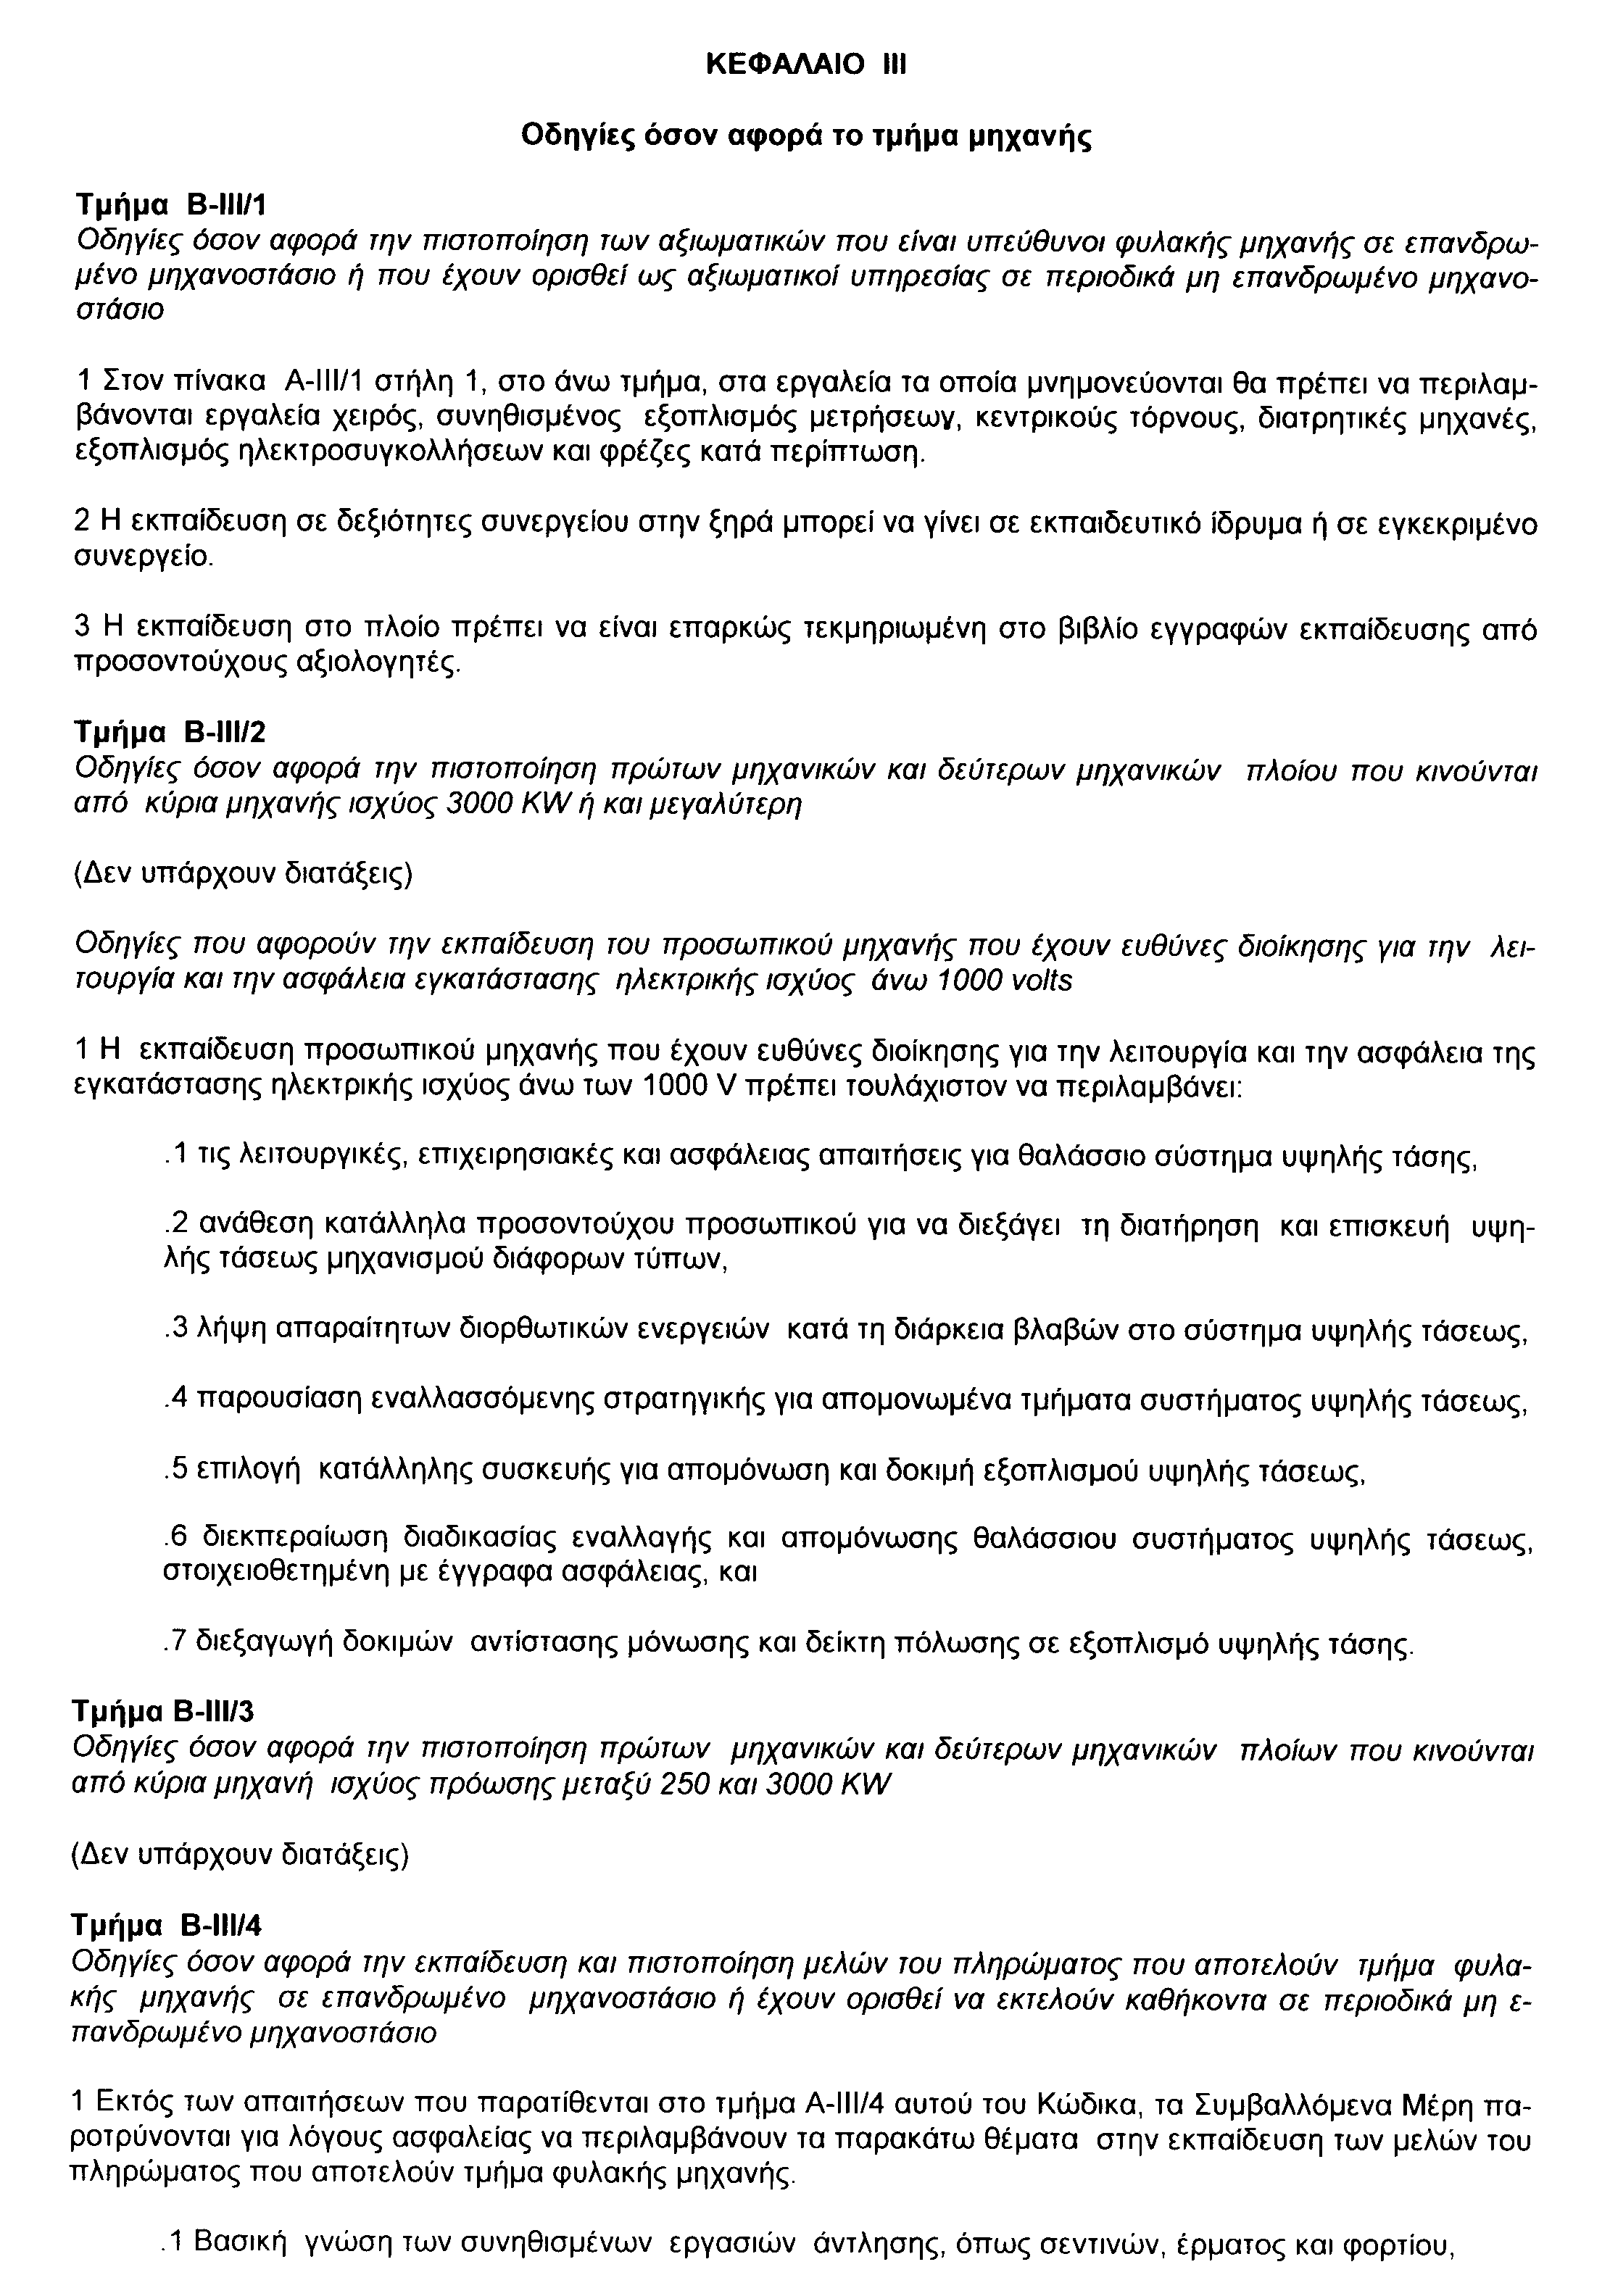 ΚΕΦΑΛΑΙΟ III
Οδηγίες όσον αφορά το τμήμα μηχανής
Τμήμα Β-ΙΙΙ/1
Οδηγίες όσον αφορά την πιστοποίηση των αξιωματικών που είναι υπεύθυνοι φυλακής μηχανής σε επανδρω-
μένο μηχανοστάσιο ή που έχουν ορισθεί ως αξιωματικοί υπηρεσίας σε περιοδικά μη επανδρωμένο μηχανο-
στάσιο
1 Στον πίνακα Α-ΙΙΙ/1 στήλη 1, στο άνω τμήμα, στα εργαλεία τα οποία μνημονεύονται θα πρέπει να περιλαμ-
βάνονται εργαλεία χειρός, συνηθισμένος εξοπλισμός μετρήσεων, κεντρικούς τόρνους, διατρητικές μηχανές,
εξοπλισμός ηλεκτροσυγκολλήσεων και φρέζες κατά περίπτωση.
2 Η εκπαίδευση σε δεξιότητες συνεργείου στην ξηρά μπορεί να γίνει σε εκπαιδευτικό ίδρυμα ή σε εγκεκριμένο
συνεργείο.
3 Η εκπαίδευση στο πλοίο πρέπει να είναι επαρκώς τεκμηριωμένη στο βιβλίο εγγραφών εκπαίδευσης από
προσοντούχους αξιολογητές.
Τμήμα Β-ΙΙΙ/2
Οδηγίες όσον αφορά την πιστοποίηση πρώτων μηχανικών και δεύτερων μηχανικών πλοίου που κινούνται
από κύρια μηχανής ισχύος 3000 KW ή και μεγαλύτερη
(Δεν υπάρχουν διατάξεις)
Οδηγίες που αφορούν την εκπαίδευση του προσωπικού μηχανής που έχουν ευθύνες διοίκησης για την λει-
τουργία και την ασφάλεια εγκατάστασης ηλεκτρικής ισχύος άνω 1000 volts
1 Η εκπαίδευση προσωπικού μηχανής που έχουν ευθύνες διοίκησης για την λειτουργία και την ασφάλεια της
εγκατάστασης ηλεκτρικής ισχύος άνω των 1000 V πρέπει τουλάχιστον να περιλαμβάνει:
.1 τις λειτουργικές, επιχειρησιακές και ασφάλειας απαιτήσεις για θαλάσσιο σύστημα υψηλής τάσης,
.2 ανάθεση κατάλληλα προσοντούχου προσωπικού για να διεξάγει τη διατήρηση και επισκευή υψη-
λής τάσεως μηχανισμού διάφορων τύπων,
.3 λήψη απαραίτητων διορθωτικών ενεργειών κατά τη διάρκεια βλαβών στο σύστημα υψηλής τάσεως,
.4 παρουσίαση εναλλασσόμενης στρατηγικής για απομονωμένα τμήματα συστήματος υψηλής τάσεως,
.5 επιλογή κατάλληλης συσκευής για απομόνωση και δοκιμή εξοπλισμού υψηλής τάσεως,
.6 διεκπεραίωση διαδικασίας εναλλαγής και απομόνωσης θαλάσσιου συστήματος υψηλής τάσεως,
στοιχειοθετημένη με έγγραφα ασφάλειας, και
.7 διεξαγωγή δοκιμών αντίστασης μόνωσης και δείκτη πόλωσης σε εξοπλισμό υψηλής τάσης.
Τμήμα Β-ΙΙΙ/3
Οδηγίες όσον αφορά την πιστοποίηση πρώτων μηχανικών και δεύτερων μηχανικών πλοίων που κινούνται
από κύρια μηχανή ισχύος πρόωσης μεταξύ 250 και 3000 KW
(Δεν υπάρχουν διατάξεις)
Τμήμα Β-ΙΙΙ/4
Οδηγίες όσον αφορά την εκπαίδευση και πιστοποίηση μελών του πληρώματος που αποτελούν τμήμα φυλα-
κής μηχανής σε επανδρωμένο μηχανοστάσιο ή έχουν ορισθεί να εκτελούν καθήκοντα σε περιοδικά μη ε-
πανδρωμένο μηχανοστάσιο
1 Εκτός των απαιτήσεων που παρατίθενται στο τμήμα Α-ΙΙΙ/4 αυτού του Κώδικα, τα Συμβαλλόμενα Μέρη πα-
ροτρύνονται για λόγους ασφαλείας να περιλαμβάνουν τα παρακάτω θέματα στην εκπαίδευση των μελών του
πληρώματος που αποτελούν τμήμα φυλακής μηχανής.
.1 Βασική γνώση των συνηθισμένων εργασιών άντλησης, όπως σεντινών, έρματος και φορτίου,